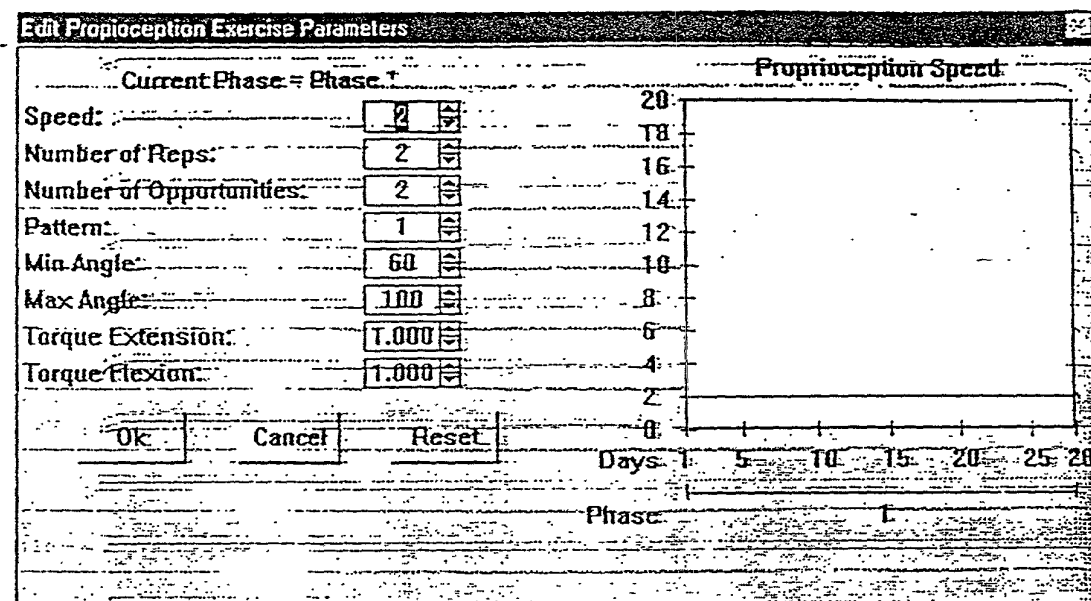 Edit Propioception Exercise Parameters
Current Phase = Phase 1
Speed: 2
Number of Reps: 2
Number of Opportunities: 2
Pattern: 1
Min Angle: 60
Max Angle: 100
Torque Extension: 1.000
Torque Flexion: 1.000
Ok Cancel Reset
Proprioception Speed
20
18
16
14
12
10
8
6
4
2
0
Days 1 5 10 15 20 25 28
Phase 1